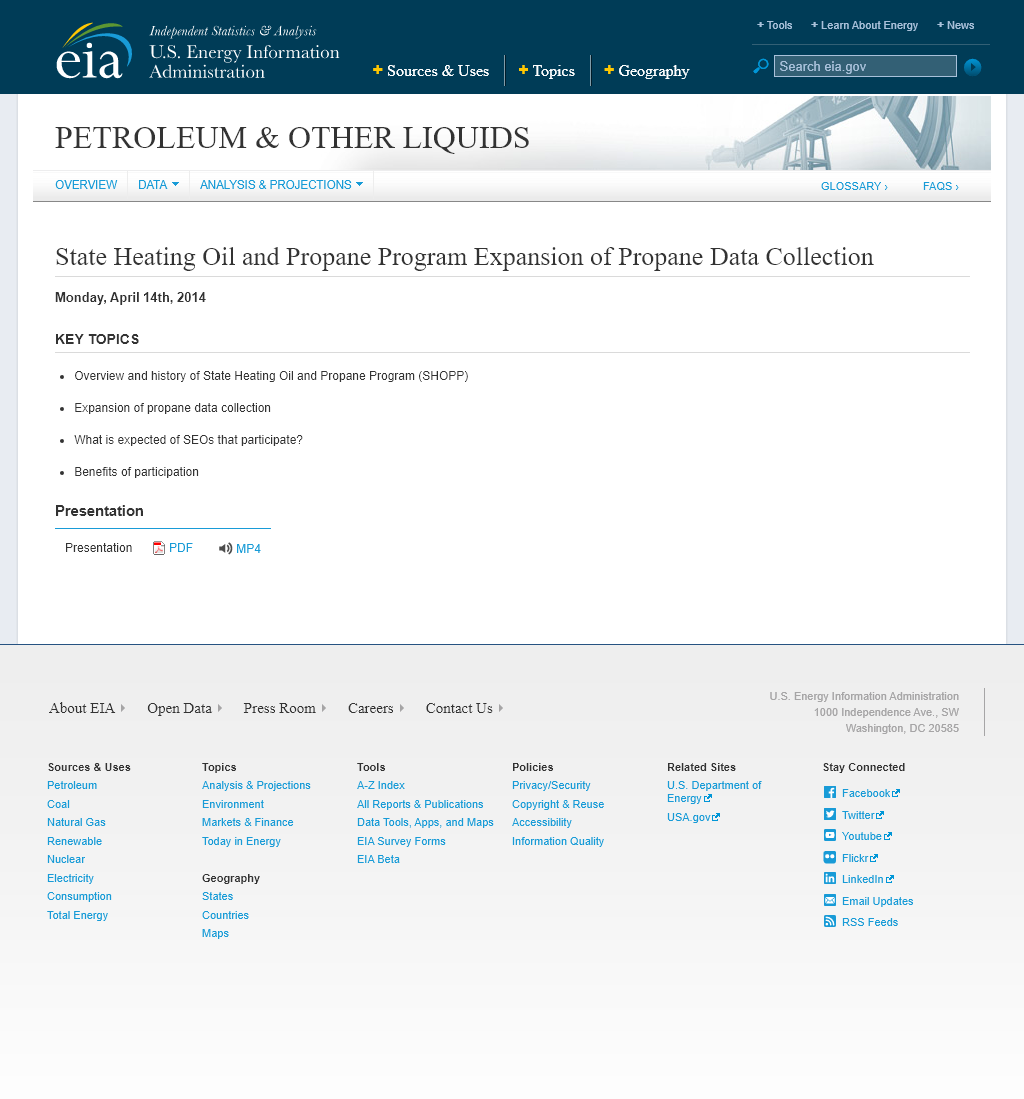 Independent Statistics & Analysis
U.S. Energy Information
Administration
eia
+ Tools + Learn About Energy + News
+ Sources & Uses + Topics + Geography
Search eia.gov
PETROLEUM & OTHER LIQUIDS
OVERVIEW DATA ANALYSIS & PROJECTIONS GLOSSARY › FAQS ›
State Heating Oil and Propane Program Expansion of Propane Data Collection
Monday, April 14th, 2014
KEY TOPICS
• Overview and history of State Heating Oil and Propane Program (SHOPP)
• Expansion of propane data collection
• What is expected of SEOs that participate?
• Benefits of participation
Presentation
Presentation PDF MP4
About EIA Open Data Press Room Careers Contact Us
U.S. Energy Information Administration
1000 Independence Ave., SW
Washington, DC 20585
Sources & Uses
Petroleum
Coal
Natural Gas
Renewable
Nuclear
Electricity
Consumption
Total Energy
Topics
Analysis & Projections
Environment
Markets & Finance
Today in Energy
Geography
States
Countries
Maps
Tools
A-Z Index
All Reports & Publications
Data Tools, Apps, and Maps
EIA Survey Forms
EIA Beta
Policies
Privacy/Security
Copyright & Reuse
Accessibility
Information Quality
Related Sites
U.S. Department of
Energy
USA.gov
Stay Connected
Facebook
Twitter
Youtube
Flickr
LinkedIn
Email Updates
RSS Feeds